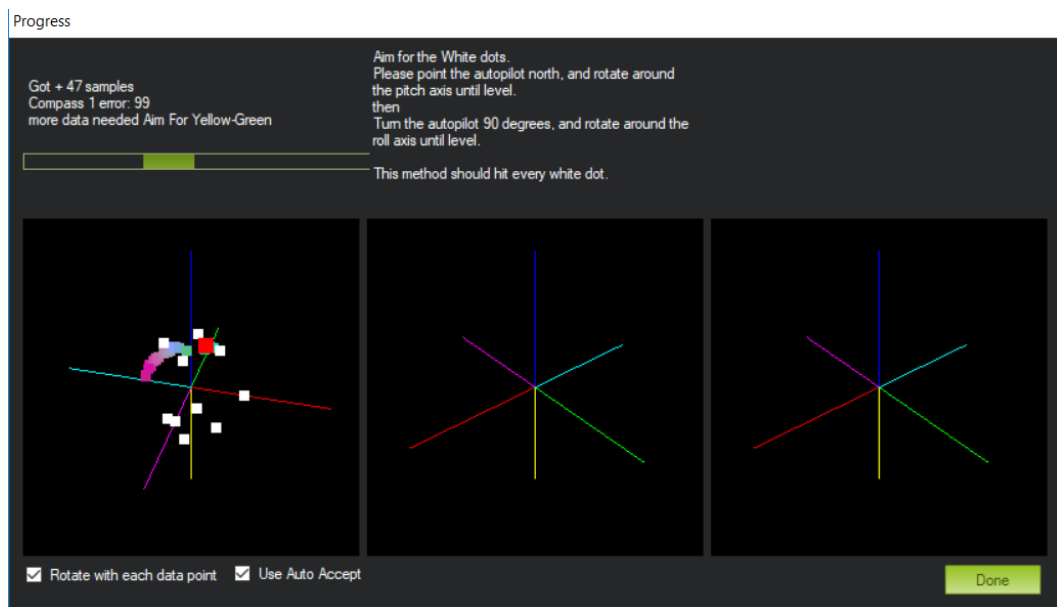 Progress
Got + 47 samples
Compass 1 error: 99
more data needed Aim For Yellow-Green
Aim for the White dots.
Please point the autopilot north, and rotate around
the pitch axis until level.
then
Turn the autopilot 90 degrees, and rotate around the
roll axis until level.
This method should hit every white dot.
Rotate with each data point
Use Auto Accept
Done